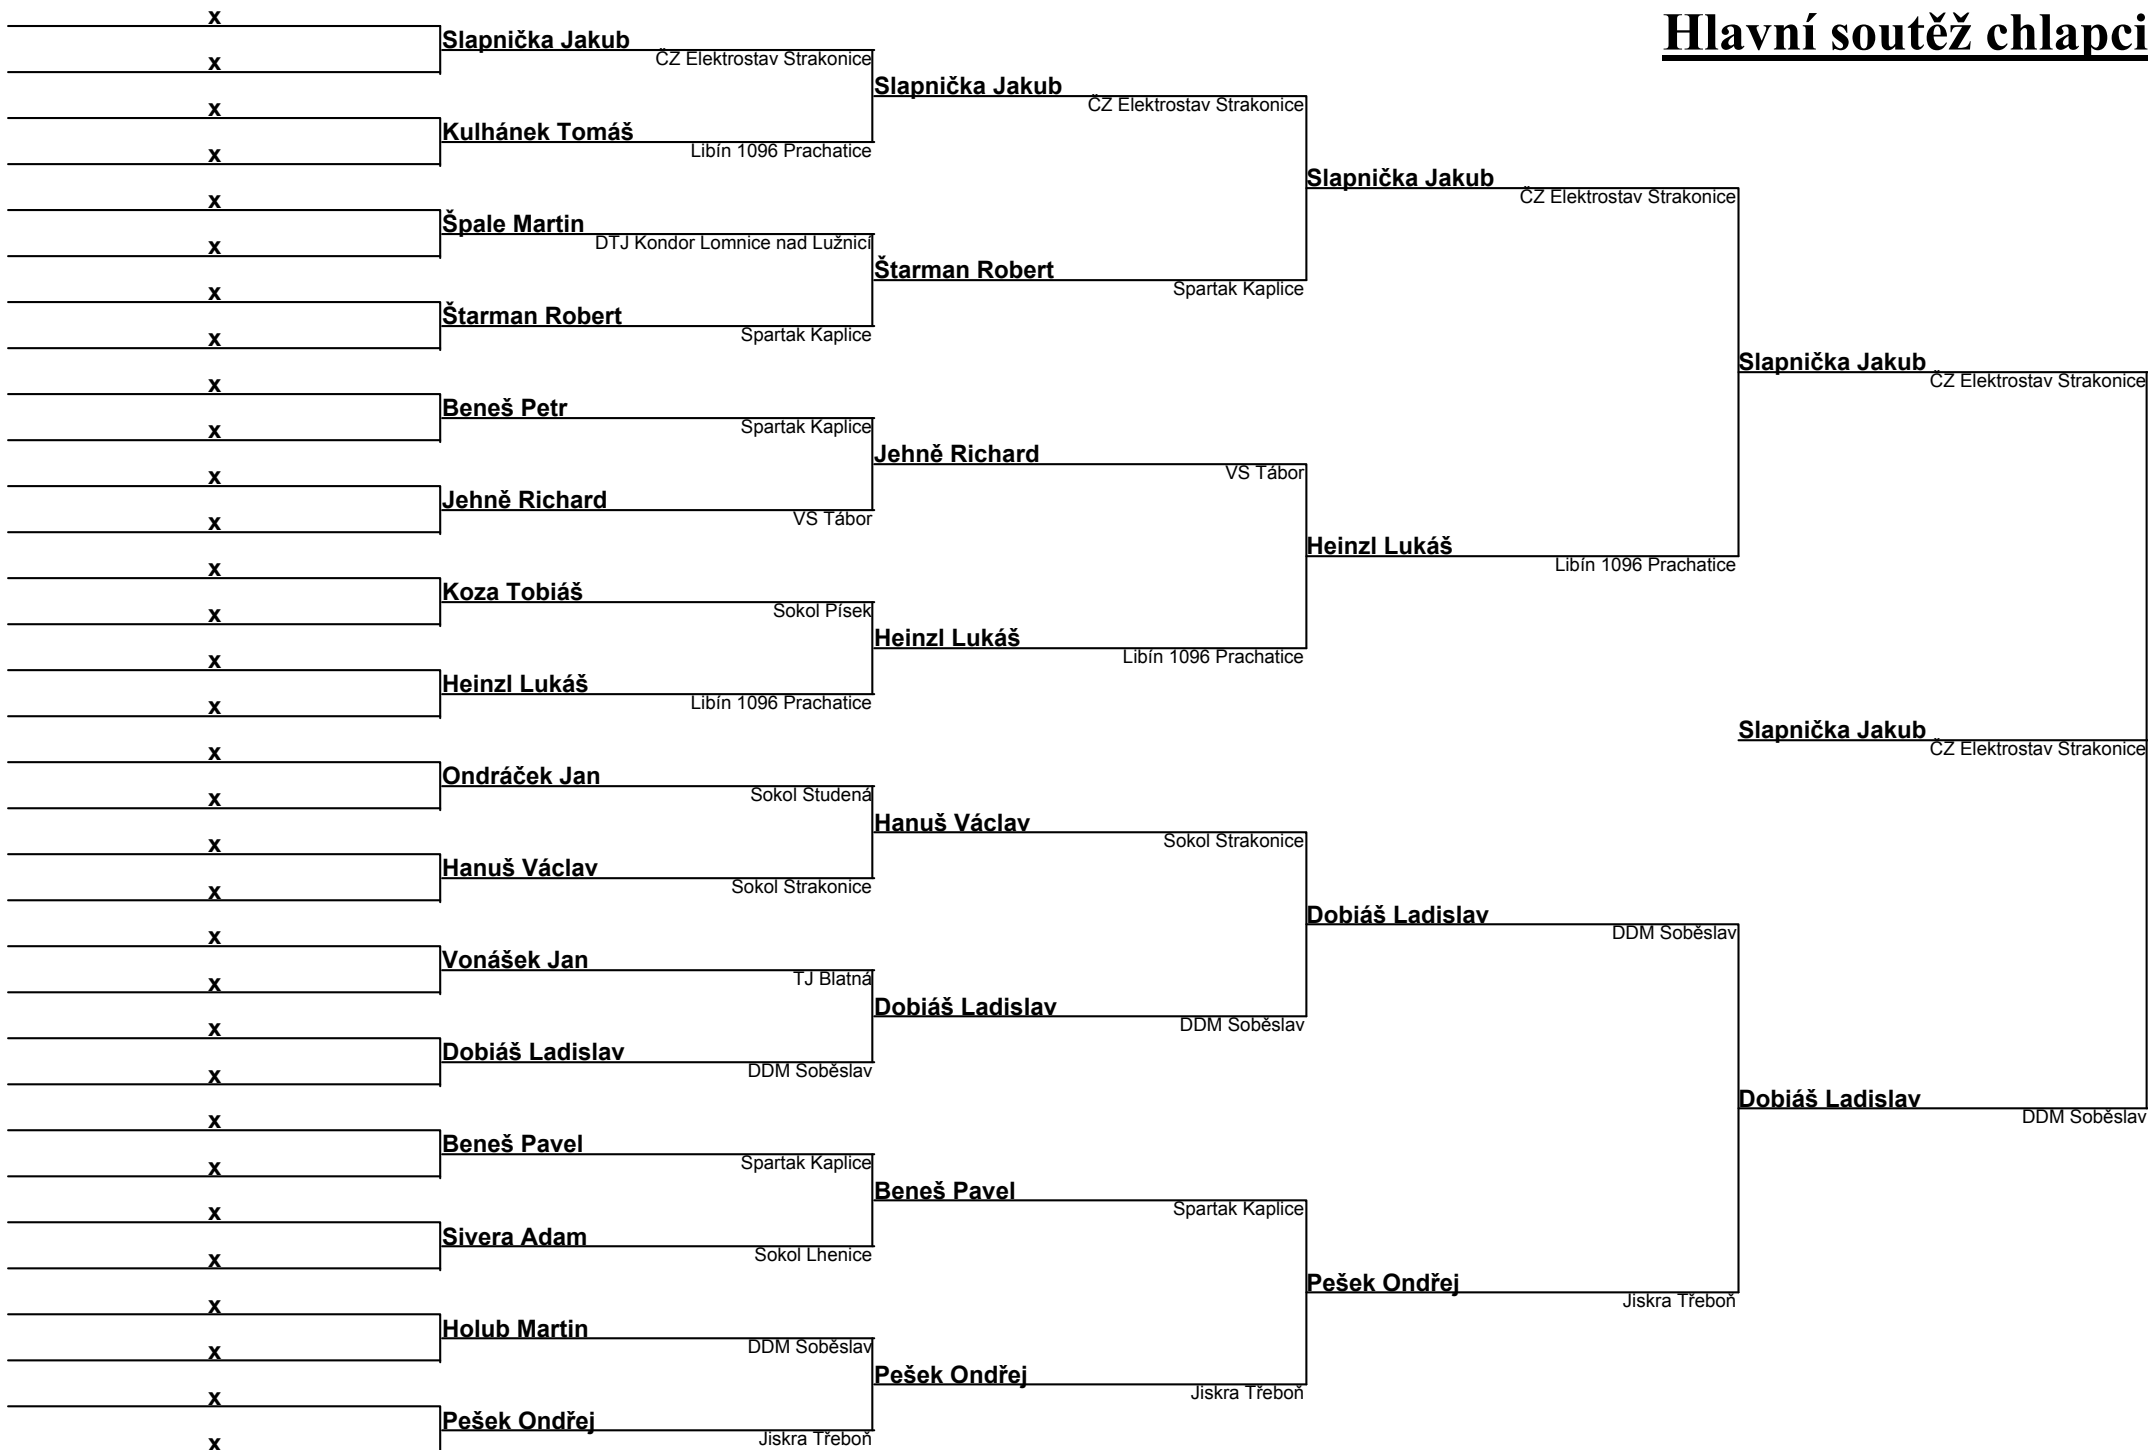 Hlavní soutěž chlapci
x
Slapnička Jakub
ČZ Elektrostav Strakonice
x
Slapnička Jakub
ČZ Elektrostav Strakonice
x
Kulhánek Tomáš
Libín 1096 Prachatice
x
Slapnička Jakub
ČZ Elektrostav Strakonice
x
Špale Martin
DTJ Kondor Lomnice nad Lužnicí
x
Štarman Robert
Spartak Kaplice
x
Štarman Robert
Spartak Kaplice
x
Slapnička Jakub
ČZ Elektrostav Strakonice
x
Beneš Petr
Spartak Kaplice
x
Jehně Richard
VS Tábor
x
Jehně Richard
VS Tábor
x
Heinzl Lukáš
Libín 1096 Prachatice
x
Koza Tobiáš
Sokol Písek
x
Heinzl Lukáš
Libín 1096 Prachatice
x
Heinzl Lukáš
Libín 1096 Prachatice
x
Slapnička Jakub
ČZ Elektrostav Strakonice
x
Ondráček Jan
Sokol Studená
x
Hanuš Václav
Sokol Strakonice
x
Hanuš Václav
Sokol Strakonice
x
Dobiáš Ladislav
DDM Soběslav
x
Vonášek Jan
TJ Blatná
x
Dobiáš Ladislav
DDM Soběslav
x
Dobiáš Ladislav
DDM Soběslav
x
Dobiáš Ladislav
DDM Soběslav
x
Beneš Pavel
Spartak Kaplice
x
Beneš Pavel
Spartak Kaplice
x
Sivera Adam
Sokol Lhenice
x
Pešek Ondřej
Jiskra Třeboň
x
Holub Martin
DDM Soběslav
x
Pešek Ondřej
Jiskra Třeboň
x
Pešek Ondřej
Jiskra Třeboň
x